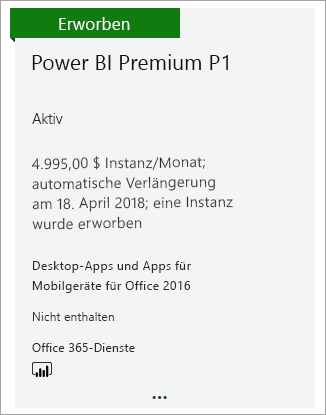 Erworben
Power BI Premium P1
Aktiv
4.995,00 $ Instanz/Monat;
automatische Verlängerung
am 18. April 2018; eine Instanz
wurde erworben
Desktop-Apps und Apps für
Mobilgeräte für Office 2016
Nicht enthalten
Office 365-Dienste